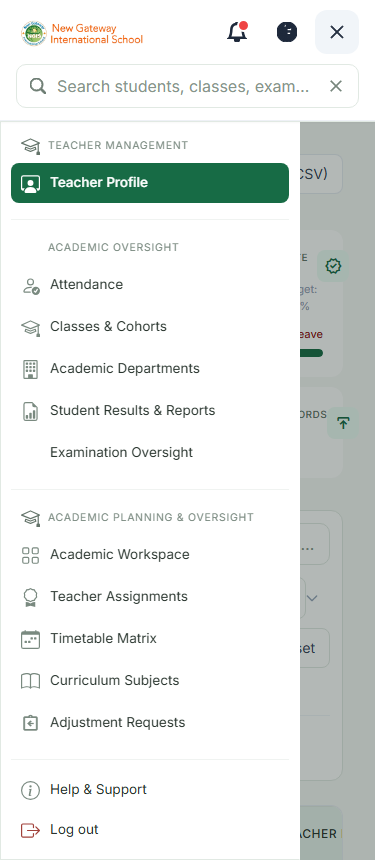 New Gateway
International School
Search students, classes, exam...
TEACHER MANAGEMENT
Teacher Profile
ACADEMIC OVERSIGHT
Attendance
Classes & Cohorts
Academic Departments
Student Results & Reports
Examination Oversight
ACADEMIC PLANNING & OVERSIGHT
Academic Workspace
Teacher Assignments
Timetable Matrix
Curriculum Subjects
Adjustment Requests
Help & Support
Log out
CSV)
TE
get:
%
eave
ORDS
...
set
ACHER